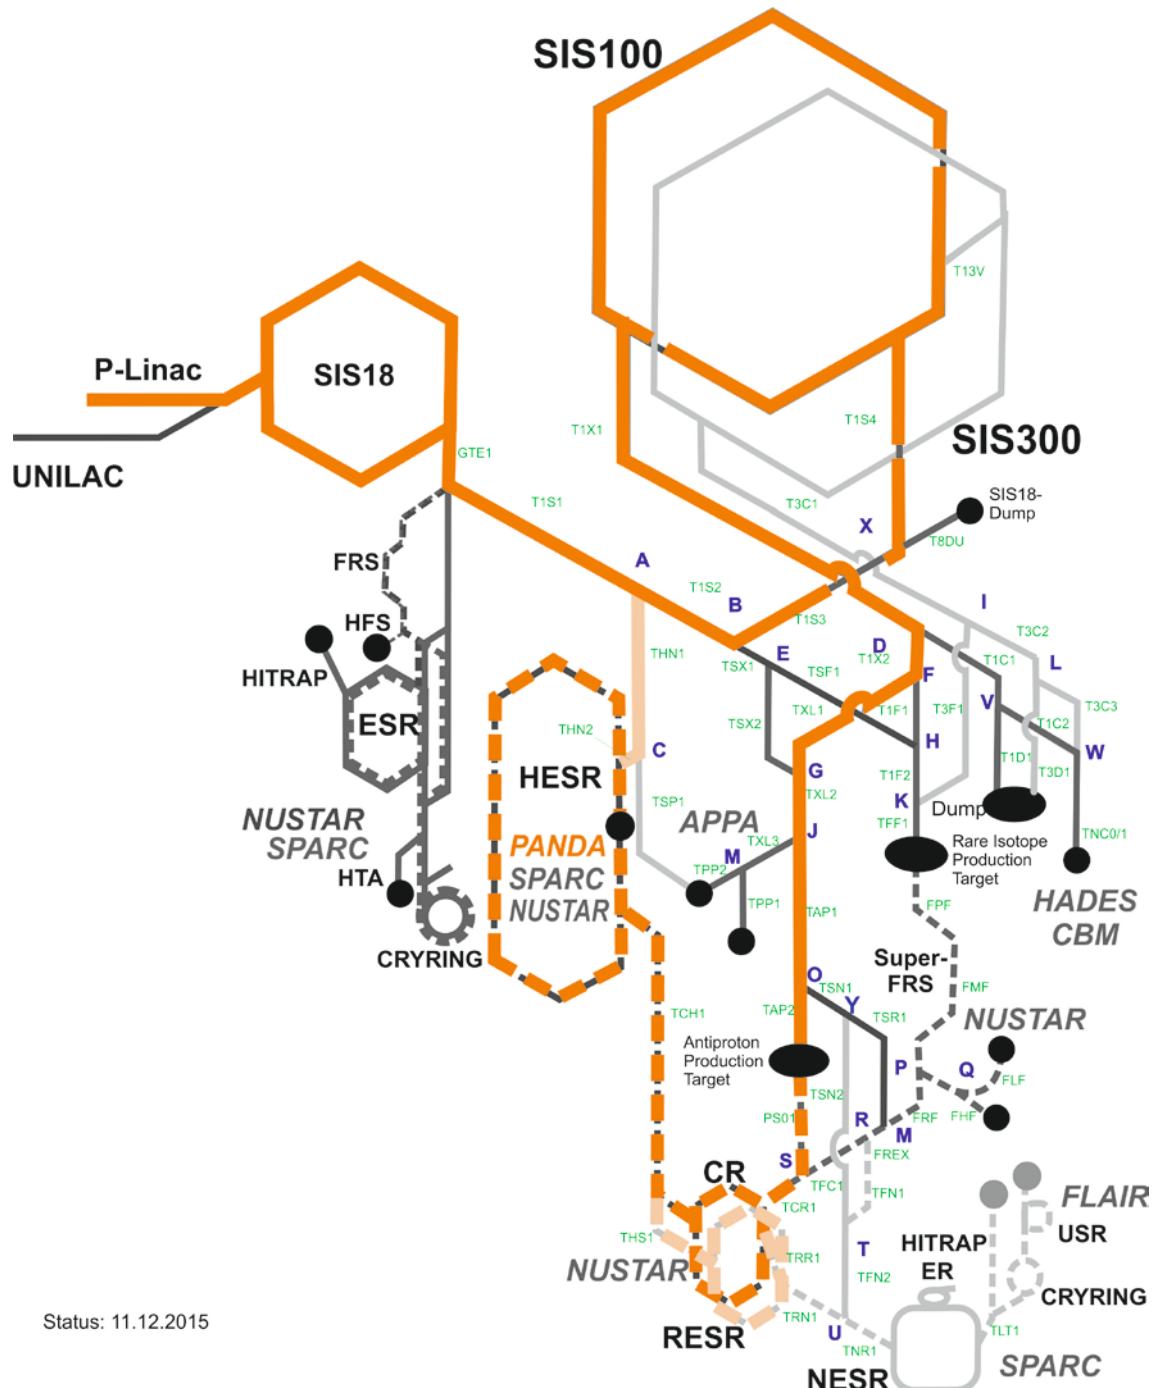 SIS100
T13V
P-Linac
SIS18
T1X1
T1S4
SIS300
UNILAC
GTE1
T1S1
T3C1
SIS18-
Dump
X
T8DU
FRS
A
T1S2
B
T1S3
I
HFS
HITRAP
THN1
TSX1
E
TSF1
D
T1X2
F
T3C2
T1C1
L
ESR
THN2
C
HESR
TSX2
TXL1
T1F1
T3F1
V
T1C2
T3C3
H
W
G
T1F2
T1D1
T3D1
TSP1
TXL2
K
Dump
NUSTAR
SPARC
HTA
PANDA
SPARC
NUSTAR
APPA
TXL3
J
M
TPP2
TPP1
TFF1
Rare Isotope
Production
Target
TNC0/1
HADES
CBM
TAP1
FPF
CRYRING
Super-
FRS
O
TSN1
Y
TSR1
FMF
NUSTAR
TCH1
TAP2
Antiproton
Production
Target
P
Q
FLF
TSN2
PS01
FRF
FHF
R
M
FREX
S
CR
TFC1
TCR1
TFN1
FLAIR
USR
THS1
NUSTAR
TRR1
T
TFN2
HITRAP
ER
CRYRING
Status: 11.12.2015
RESR
TRN1
U
TNR1
TLT1
NESR
SPARC